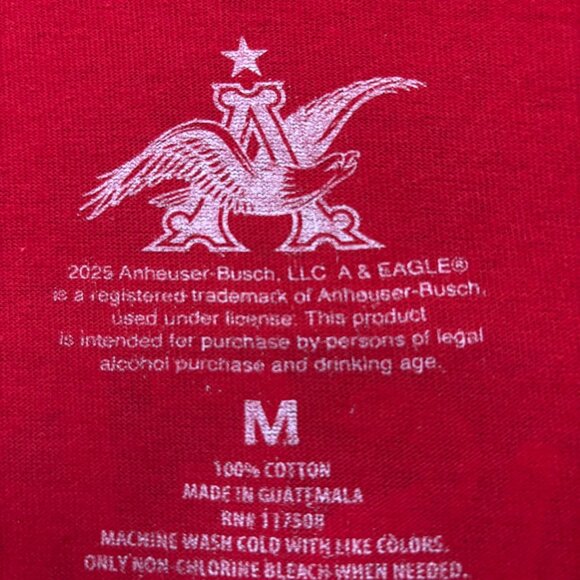 A
2025 Anheuser-Busch, LLC A & EAGLE®
is a registered trademark of Anheuser-Busch,
used under license. This product
is intended for purchase by persons of legal
alcohol purchase and drinking age.
M
100% COTTON
MADE IN GUATEMALA
RN# 117508
MACHINE WASH COLD WITH LIKE COLORS.
ONLY NON-CHLORINE BLEACH WHEN NEEDED.